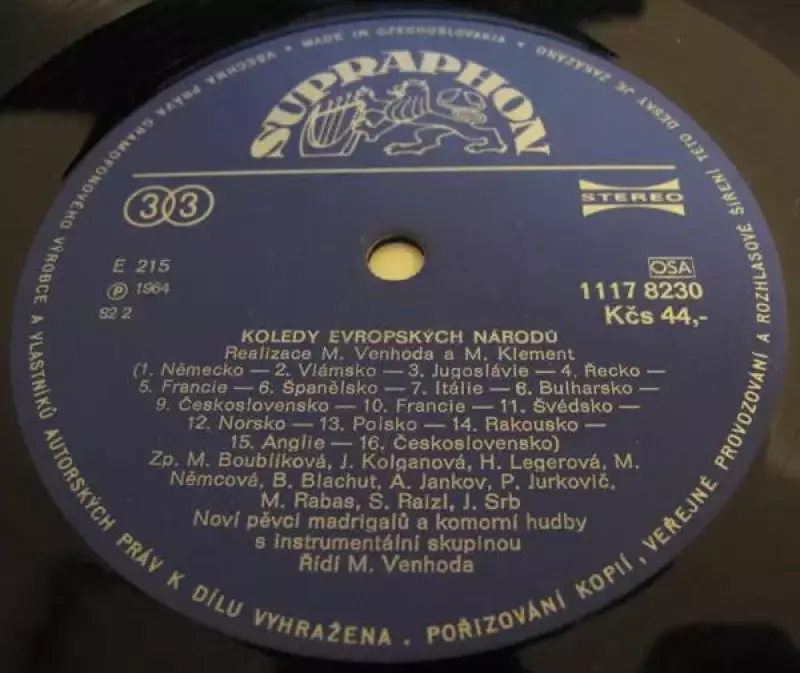 VŠECHNA PRÁVA GRAMOFONOVÉHO VÝROBCE A VLASTNÍKŮ AUTORSKÝCH PRÁV K DÍLU VYHRAŽENA . POŘIZOVÁNÍ KOPIÍ, VEŘEJNÉ PROVOZOVÁNÍ A ROZHLASOVÉ ŠÍŘENÍ TÉTO DESKY JE ZAKÁZÁNO
• MADE IN CZECHOSLOVAKIA •
SUPRAPHON
33
STEREO
E 215
Ⓟ 1964
82 2
OSA
1117 8230
Kčs 44,-
KOLEDY EVROPSKÝCH NÁRODŮ
Realizace M. Venhoda a M. Klement
(1. Německo — 2. Vlámsko — 3. Jugoslávie — 4. Řecko —
5. Francie — 6. Španělsko — 7. Itálie — 8. Bulharsko —
9. Československo — 10. Francie — 11. Švédsko —
12. Norsko — 13. Polsko — 14. Rakousko —
15. Anglie — 16. Československo)
Zp. M. Boublíková, J. Kolganová, H. Legerová, M.
Němcová, B. Blachut, A. Jankov, P. Jurkovič,
M. Rabas, S. Raizl, J. Srb
Noví pěvci madrigalů a komorní hudby
s instrumentální skupinou
Řídí M. Venhoda